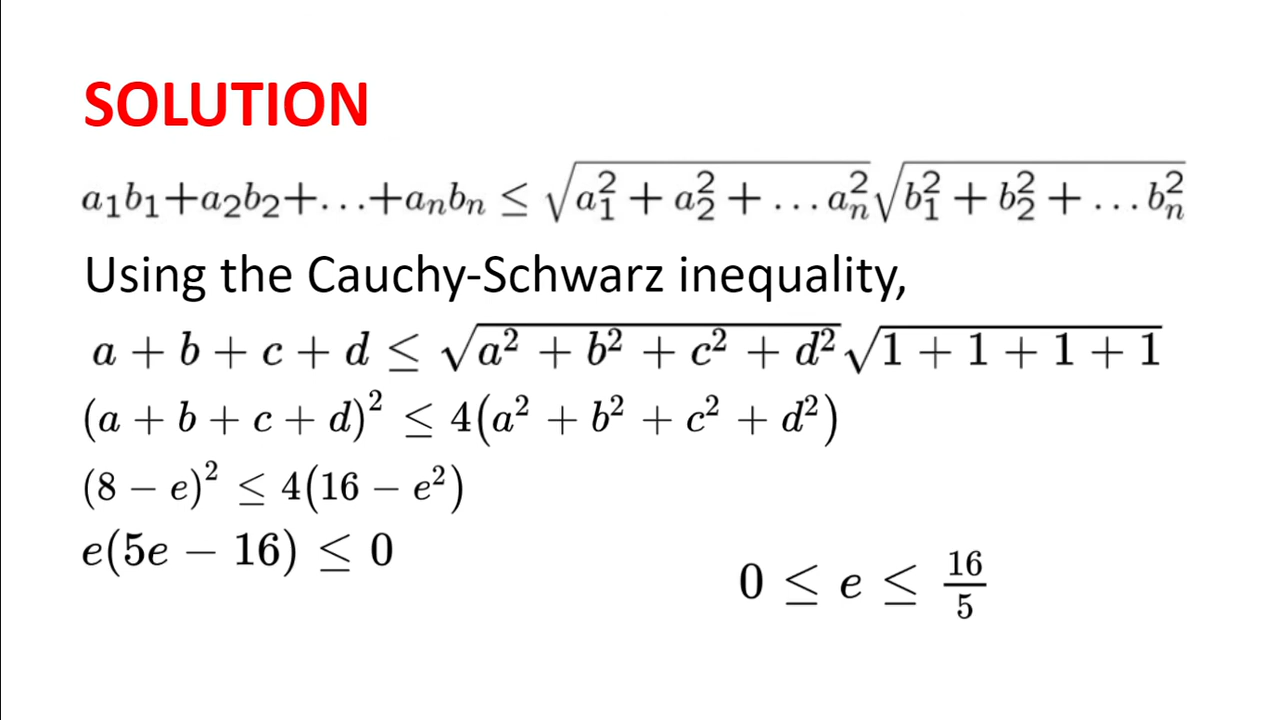 SOLUTION
a₁b₁+a₂b₂+...+aₙbₙ ≤ √(a₁² + a₂² + ... aₙ²) √(b₁² + b₂² + ... bₙ²)
Using the Cauchy-Schwarz inequality,
a + b + c + d ≤ √(a² + b² + c² + d²) √(1 + 1 + 1 + 1)
(a + b + c + d)² ≤ 4(a² + b² + c² + d²)
(8 − e)² ≤ 4(16 − e²)
e(5e − 16) ≤ 0
0 ≤ e ≤ 16/5